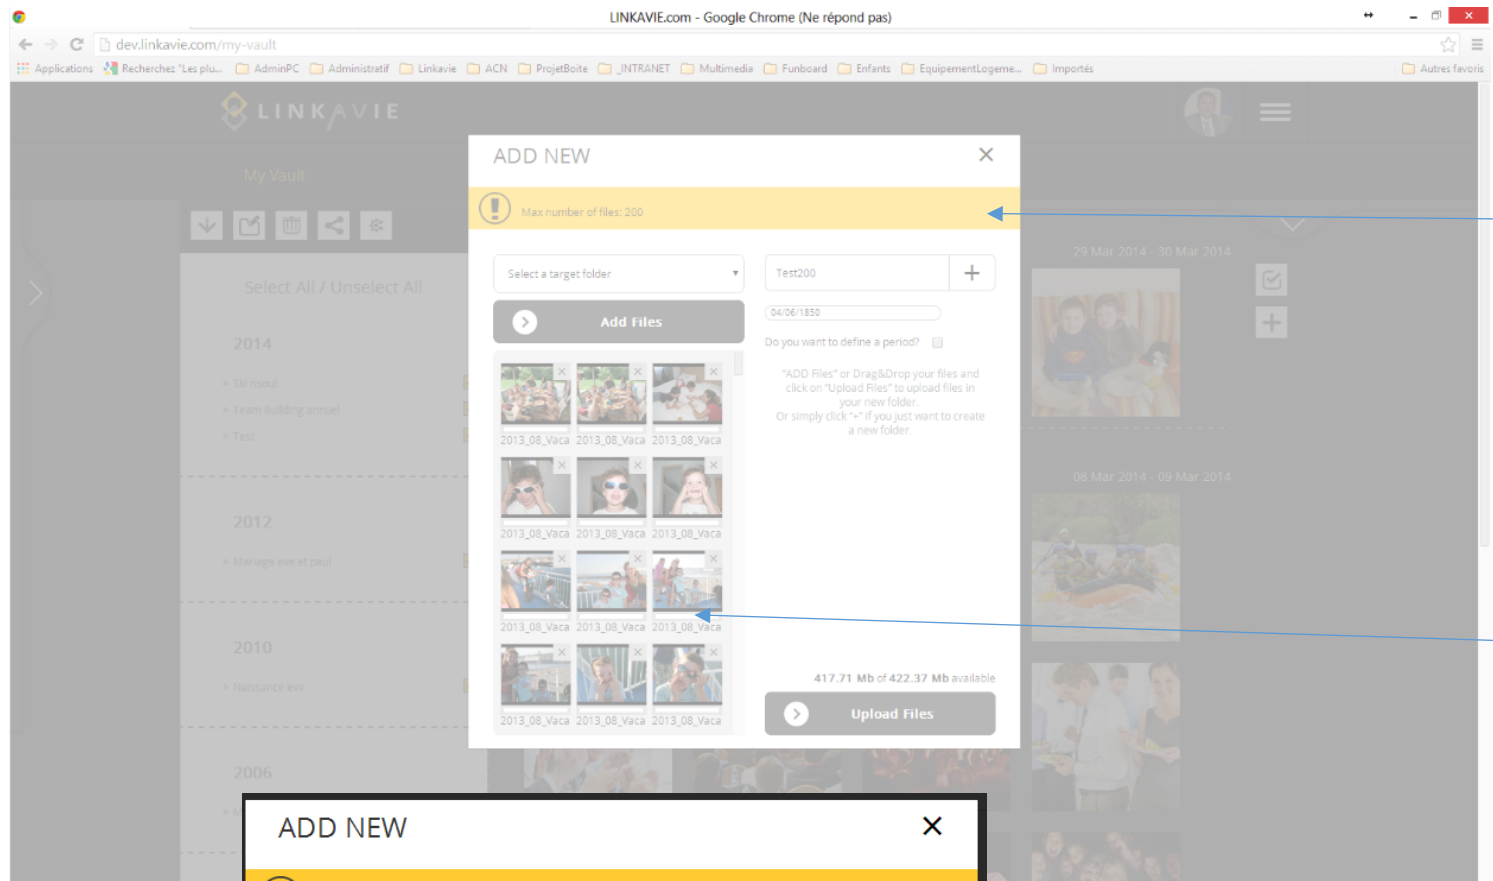 LINKAVIE.com - Google Chrome (Ne répond pas)
dev.linkavie.com/my-vault
Applications Recherchez "Les plu... AdminPC Administratif Linkavie ACN ProjetBoite _INTRANET Multimedia Funboard Enfants EquipementLogeme... Importés Autres favoris
LINKAVIE
My Vault
Select All / Unselect All
2014
Ski nsoul
Team Building annuel
Test
2012
Mariage eve et paul
2010
Naissance eve
2006
ADD NEW
Max number of files: 200
Select a target folder
Test200
Add Files
04/06/1850
Do you want to define a period?
"ADD Files" or Drag&Drop your files and
click on "Upload Files" to upload files in
your new folder.
Or simply click "+" if you just want to create
a new folder.
2013_08_Vaca 2013_08_Vaca 2013_08_Vaca
2013_08_Vaca 2013_08_Vaca 2013_08_Vaca
2013_08_Vaca 2013_08_Vaca 2013_08_Vaca
2013_08_Vaca 2013_08_Vaca 2013_08_Vaca
417.71 Mb of 422.37 Mb available
Upload Files
29 Mar 2014 - 30 Mar 2014
08 Mar 2014 - 09 Mar 2014
ADD NEW